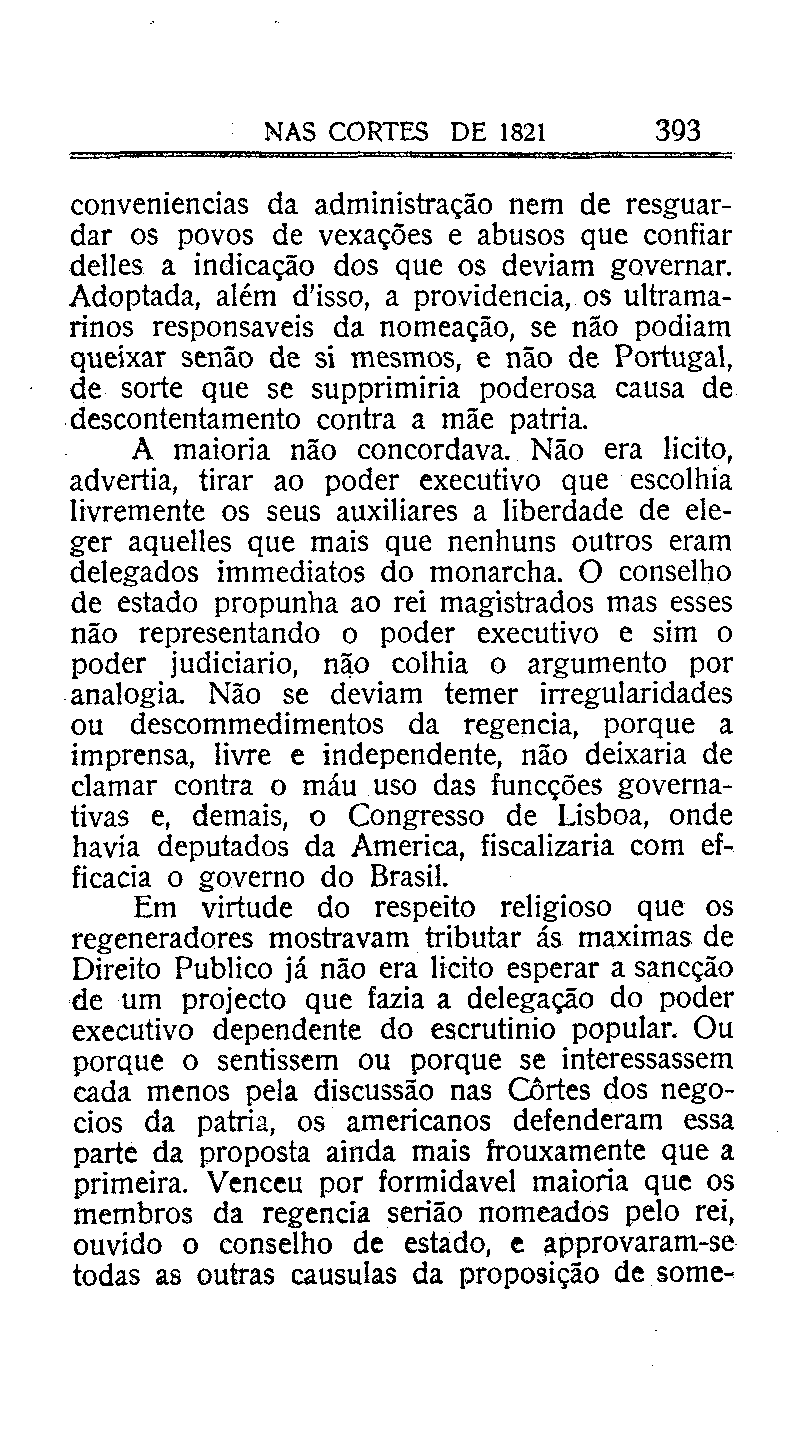 NAS CORTES DE 1821 393
conveniencias da administração nem de resguar-
dar os povos de vexações e abusos que confiar
delles a indicação dos que os deviam governar.
Adoptada, além d'isso, a providencia, os ultrama-
rinos responsaveis da nomeação, se não podiam
queixar senão de si mesmos, e não de Portugal,
de sorte que se supprimiria poderosa causa de
descontentamento contra a mãe patria.
A maioria não concordava. Não era licito,
advertia, tirar ao poder executivo que escolhia
livremente os seus auxiliares a liberdade de ele-
ger aquelles que mais que nenhuns outros eram
delegados immediatos do monarcha. O conselho
de estado propunha ao rei magistrados mas esses
não representando o poder executivo e sim o
poder judiciario, não colhia o argumento por
analogia. Não se deviam temer irregularidades
ou descommedimentos da regencia, porque a
imprensa, livre e independente, não deixaria de
clamar contra o máu uso das funcções governa-
tivas e, demais, o Congresso de Lisboa, onde
havia deputados da America, fiscalizaria com ef-
ficacia o governo do Brasil.
Em virtude do respeito religioso que os
regeneradores mostravam tributar ás maximas de
Direito Publico já não era licito esperar a sancção
de um projecto que fazia a delegação do poder
executivo dependente do escrutinio popular. Ou
porque o sentissem ou porque se interessassem
cada menos pela discussão nas Côrtes dos nego-
cios da patria, os americanos defenderam essa
parte da proposta ainda mais frouxamente que a
primeira. Venceu por formidavel maioria que os
membros da regencia serião nomeados pelo rei,
ouvido o conselho de estado, e approvaram-se
todas as outras causulas da proposição de some-